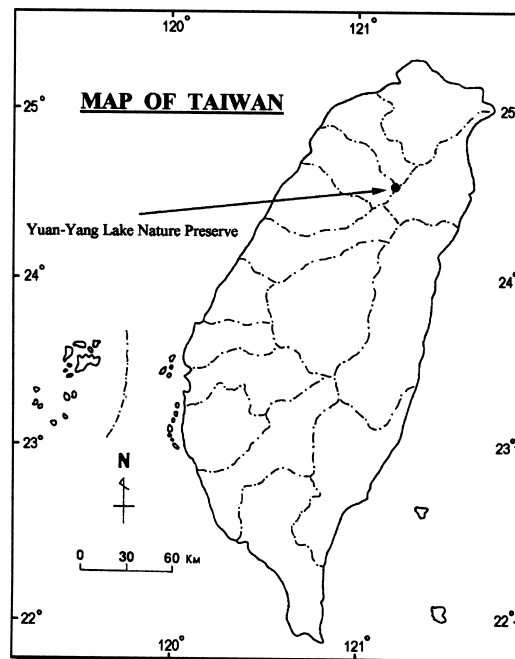 120° 121°
25° MAP OF TAIWAN 25°
Yuan-Yang Lake Nature Preserve
24° 24°
23° 23°
N
0 30 60 KM
22° 22°
120° 121°